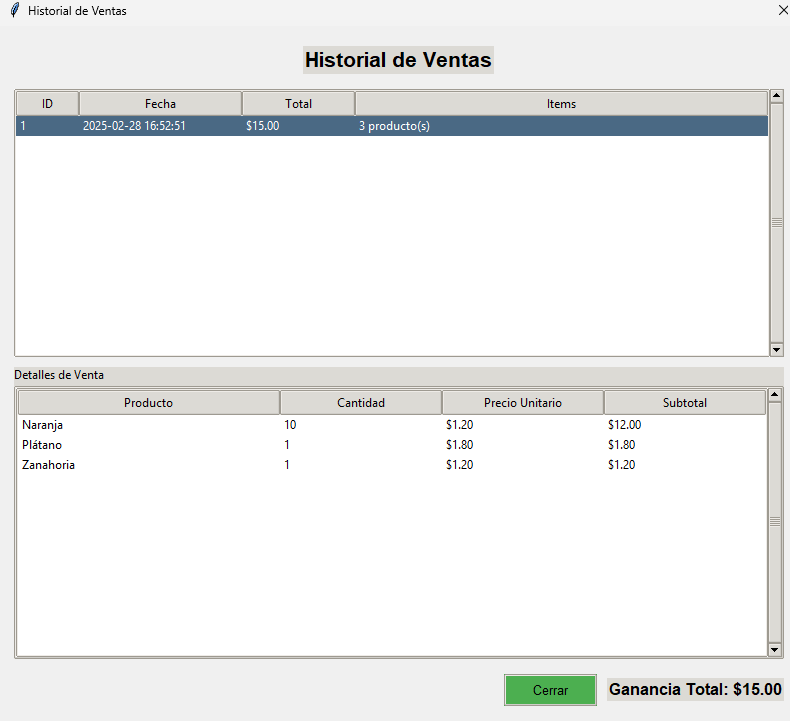 Historial de Ventas
Historial de Ventas
ID Fecha Total Items
1 2025-02-28 16:52:51 $15.00 3 producto(s)
Detalles de Venta
Producto Cantidad Precio Unitario Subtotal
Naranja 10 $1.20 $12.00
Plátano 1 $1.80 $1.80
Zanahoria 1 $1.20 $1.20
Cerrar Ganancia Total: $15.00